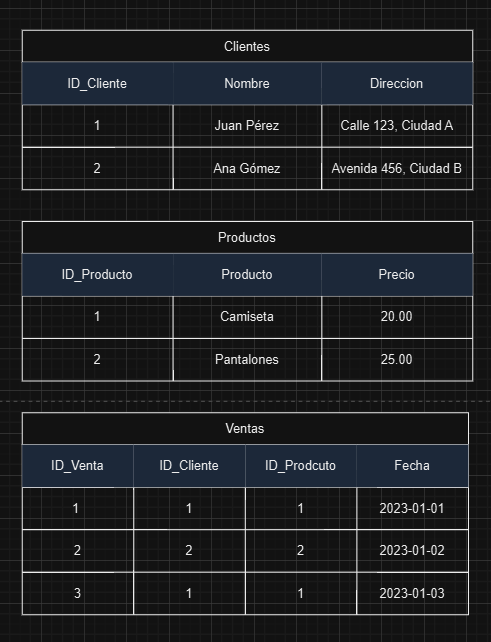 Clientes
ID_Cliente Nombre Direccion
1 Juan Pérez Calle 123, Ciudad A
2 Ana Gómez Avenida 456, Ciudad B
Productos
ID_Producto Producto Precio
1 Camiseta 20.00
2 Pantalones 25.00
Ventas
ID_Venta ID_Cliente ID_Prodcuto Fecha
1 1 1 2023-01-01
2 2 2 2023-01-02
3 1 1 2023-01-03